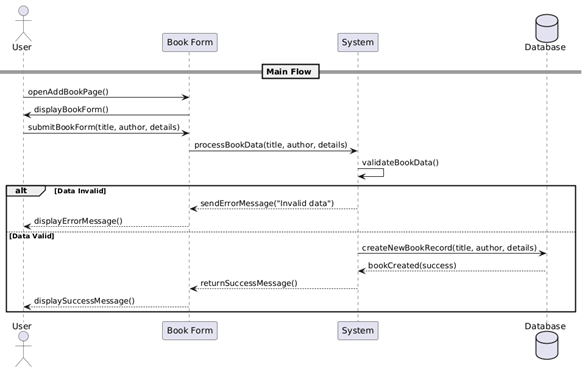 User
Book Form
System
Database
Main Flow
openAddBookPage()
displayBookForm()
submitBookForm(title, author, details)
processBookData(title, author, details)
validateBookData()
alt [Data Invalid]
sendErrorMessage("Invalid data")
displayErrorMessage()
[Data Valid]
createNewBookRecord(title, author, details)
bookCreated(success)
returnSuccessMessage()
displaySuccessMessage()
User
Book Form
System
Database